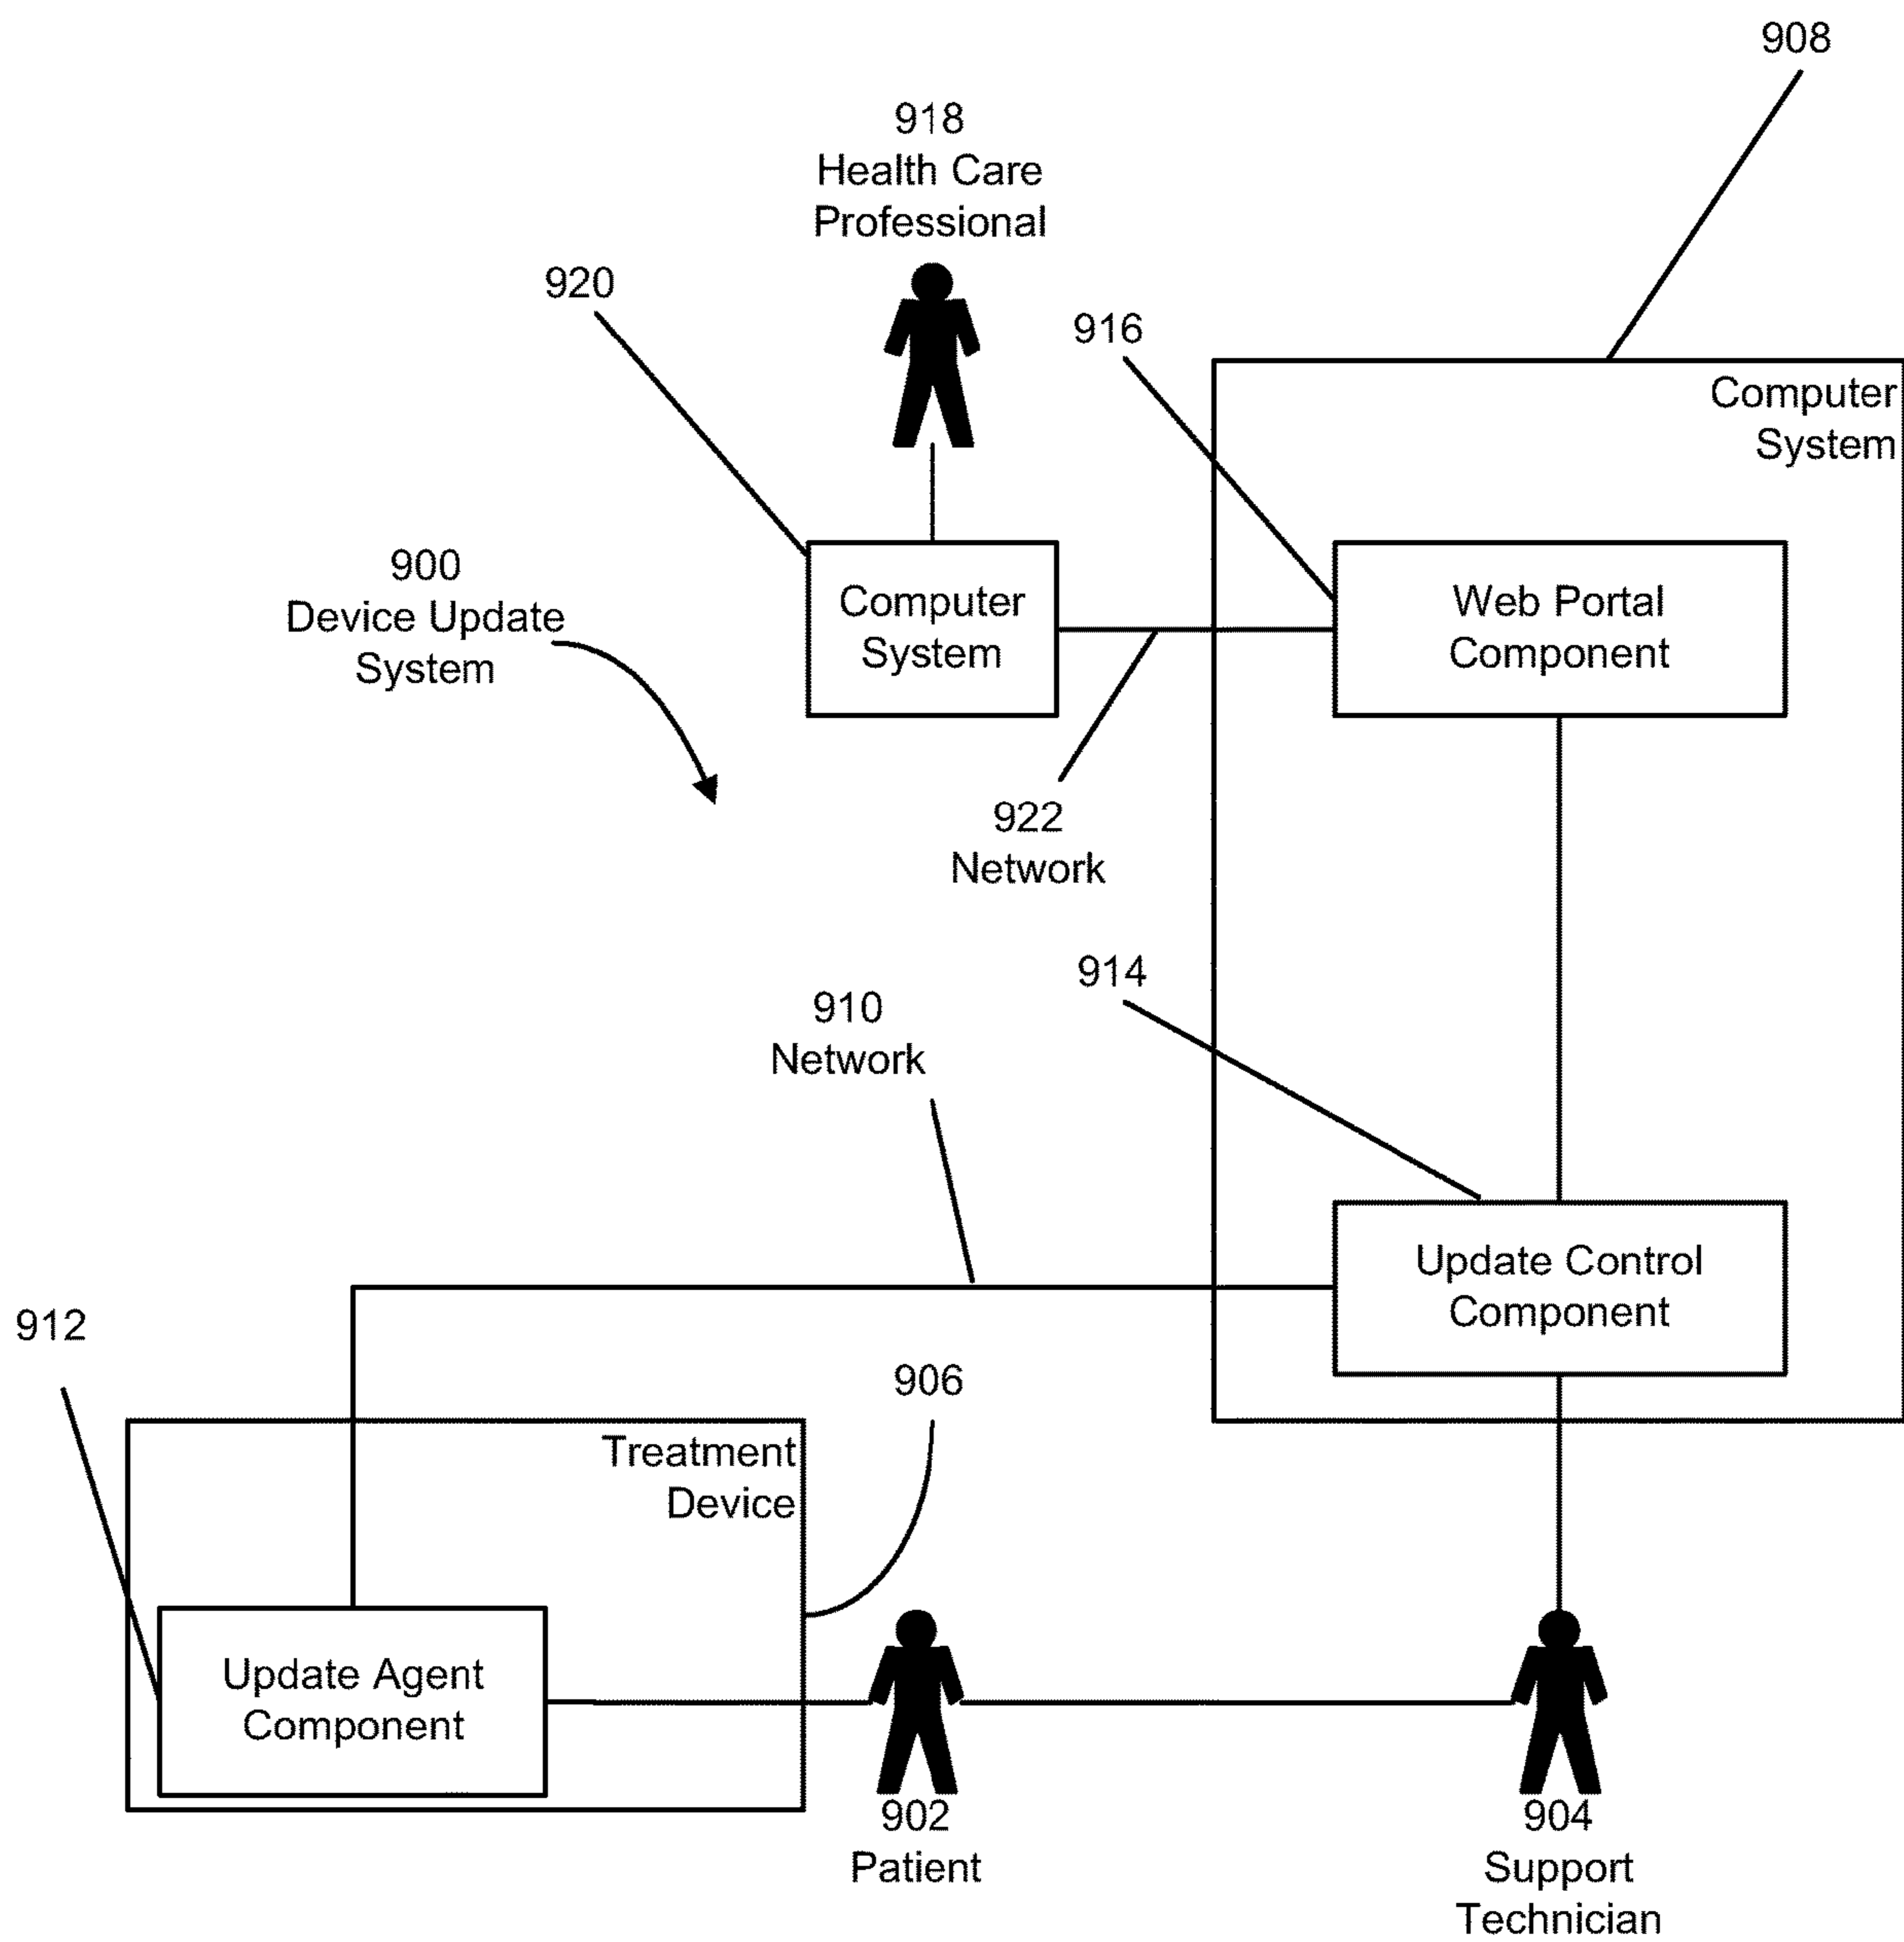 908
918
Health Care
Professional
920
916
Computer
System
900
Device Update
System
Computer
System
Web Portal
Component
922
Network
914
910
Network
Update Control
Component
912
906
Treatment
Device
Update Agent
Component
902
Patient
904
Support
Technician